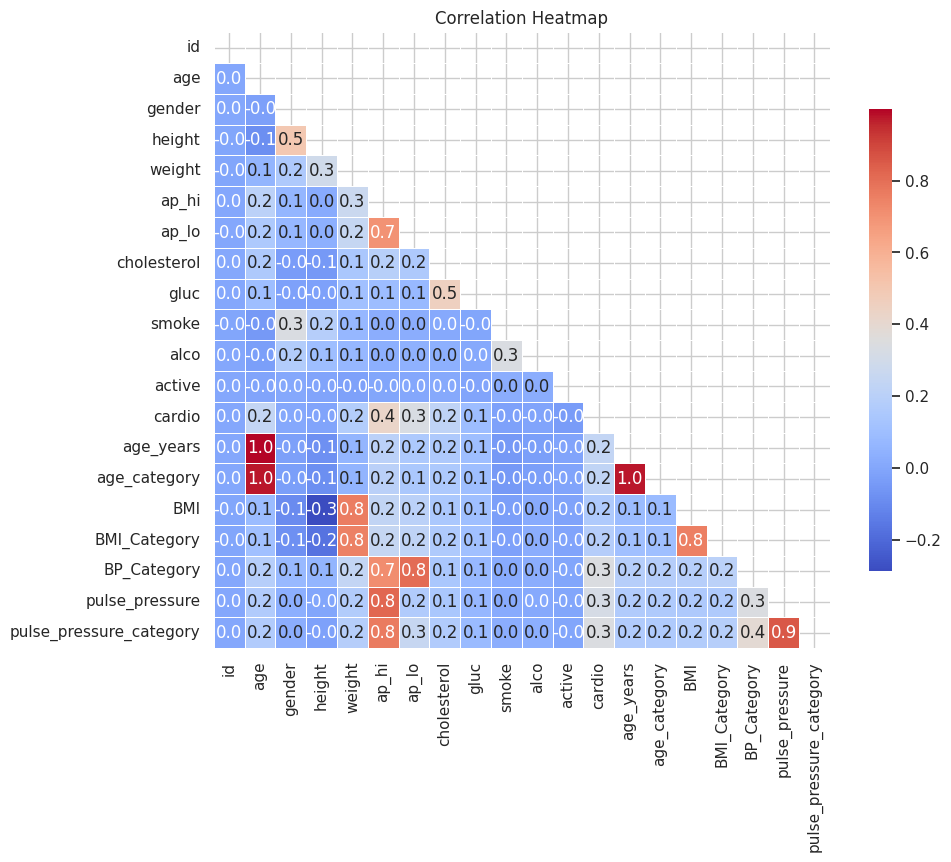 Correlation Heatmap
id
age 0.0
gender 0.0 -0.0
height -0.0 -0.1 0.5
weight -0.0 0.1 0.2 0.3
ap_hi 0.0 0.2 0.1 0.0 0.3
ap_lo -0.0 0.2 0.1 0.0 0.2 0.7
cholesterol 0.0 0.2 -0.0 -0.1 0.1 0.2 0.2
gluc 0.0 0.1 -0.0 -0.0 0.1 0.1 0.1 0.5
smoke -0.0 -0.0 0.3 0.2 0.1 0.0 0.0 0.0 -0.0
alco 0.0 -0.0 0.2 0.1 0.1 0.0 0.0 0.0 0.0 0.3
active 0.0 -0.0 0.0 -0.0 -0.0 -0.0 0.0 0.0 -0.0 0.0 0.0
cardio 0.0 0.2 0.0 -0.0 0.2 0.4 0.3 0.2 0.1 -0.0 -0.0 -0.0
age_years 0.0 1.0 -0.0 -0.1 0.1 0.2 0.2 0.2 0.1 -0.0 -0.0 -0.0 0.2
age_category 0.0 1.0 -0.0 -0.1 0.1 0.2 0.1 0.2 0.1 -0.0 -0.0 -0.0 0.2 1.0
BMI -0.0 0.1 -0.1 -0.3 0.8 0.2 0.2 0.1 0.1 -0.0 0.0 -0.0 0.2 0.1 0.1
BMI_Category -0.0 0.1 -0.1 -0.2 0.8 0.2 0.2 0.2 0.1 -0.0 0.0 -0.0 0.2 0.1 0.1 0.8
BP_Category 0.0 0.2 0.1 0.1 0.2 0.7 0.8 0.1 0.1 0.0 0.0 -0.0 0.3 0.2 0.2 0.2 0.2
pulse_pressure 0.0 0.2 0.0 -0.0 0.2 0.8 0.2 0.1 0.1 0.0 0.0 -0.0 0.3 0.2 0.2 0.2 0.2 0.3
pulse_pressure_category 0.0 0.2 0.0 -0.0 0.2 0.8 0.3 0.2 0.1 0.0 0.0 -0.0 0.3 0.2 0.2 0.2 0.2 0.4 0.9
id
age
gender
height
weight
ap_hi
ap_lo
cholesterol
gluc
smoke
alco
active
cardio
age_years
age_category
BMI
BMI_Category
BP_Category
pulse_pressure
pulse_pressure_category
0.8
0.6
0.4
0.2
0.0
−0.2